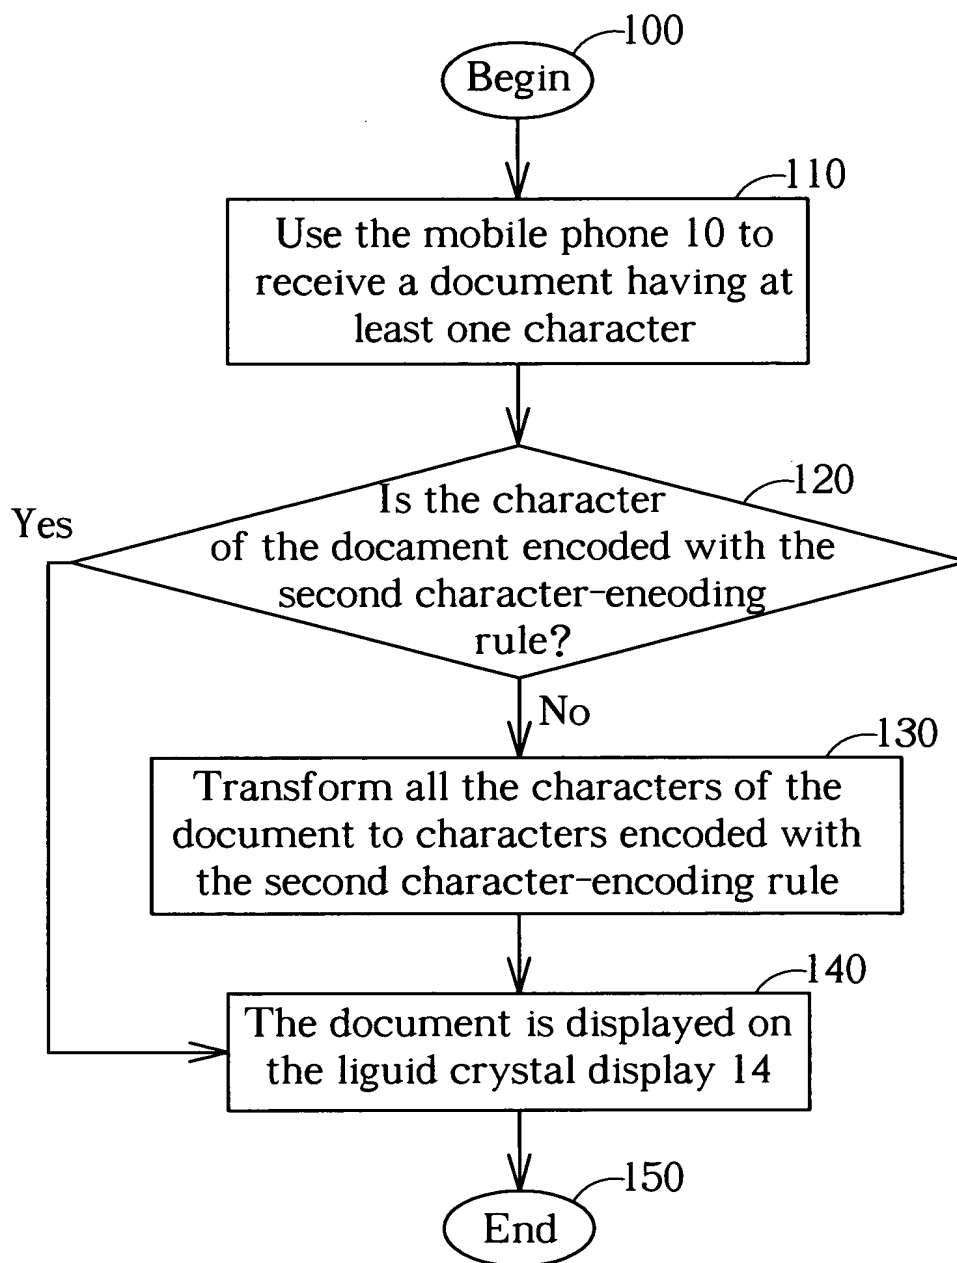 100
Begin
110
Use the mobile phone 10 to
receive a document having at
least one character
120
Yes
Is the character
of the docament encoded with the
second character-eneoding
rule?
No
130
Transform all the characters of the
document to characters encoded with
the second character-encoding rule
140
The document is displayed on
the liguid crystal display 14
150
End